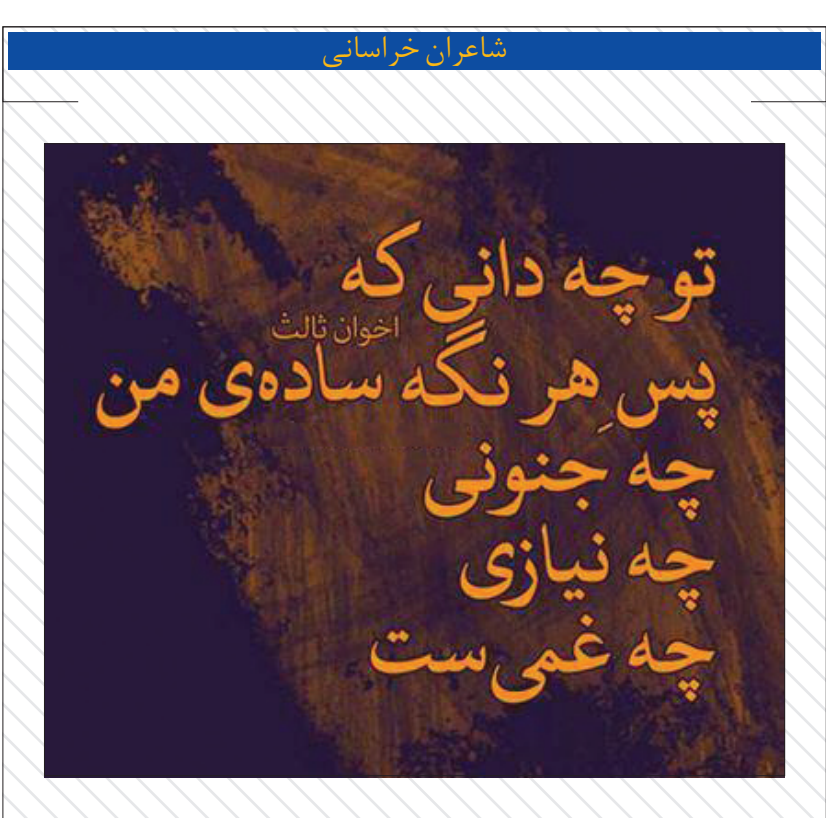 شاعران خراسانی
تو چه دانی که
اخوان ثالث
پسِ هر نگه ساده‌ی من
چه جنونی
چه نیازی
چه غمی‌ست